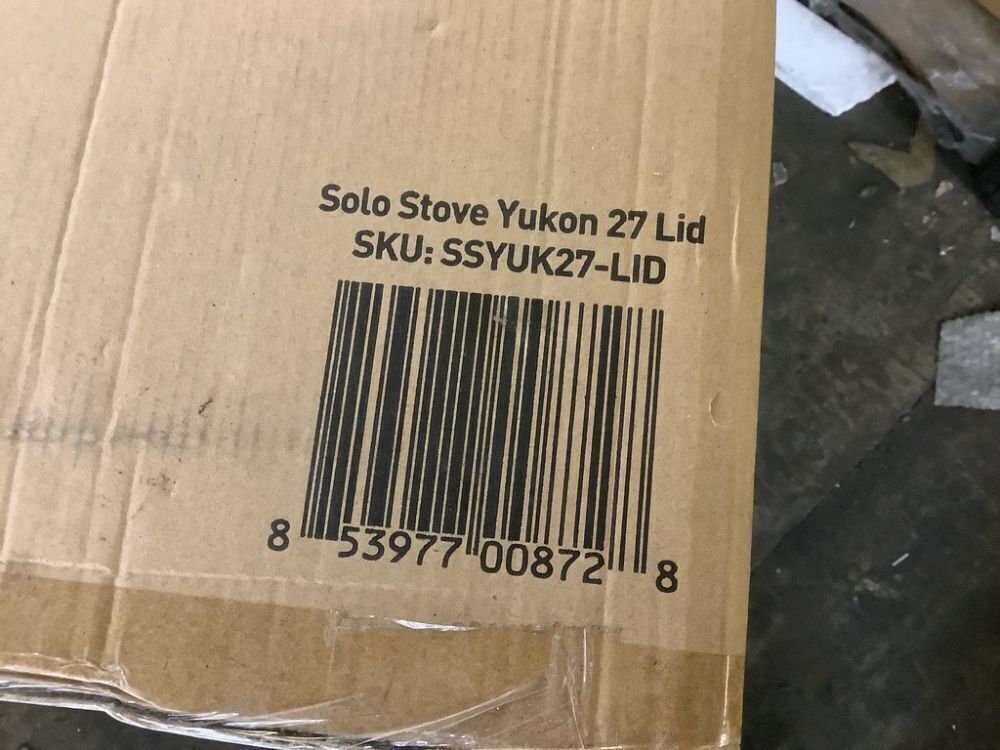 Solo Stove Yukon 27 Lid
SKU: SSYUK27-LID
8 53977 00872 8